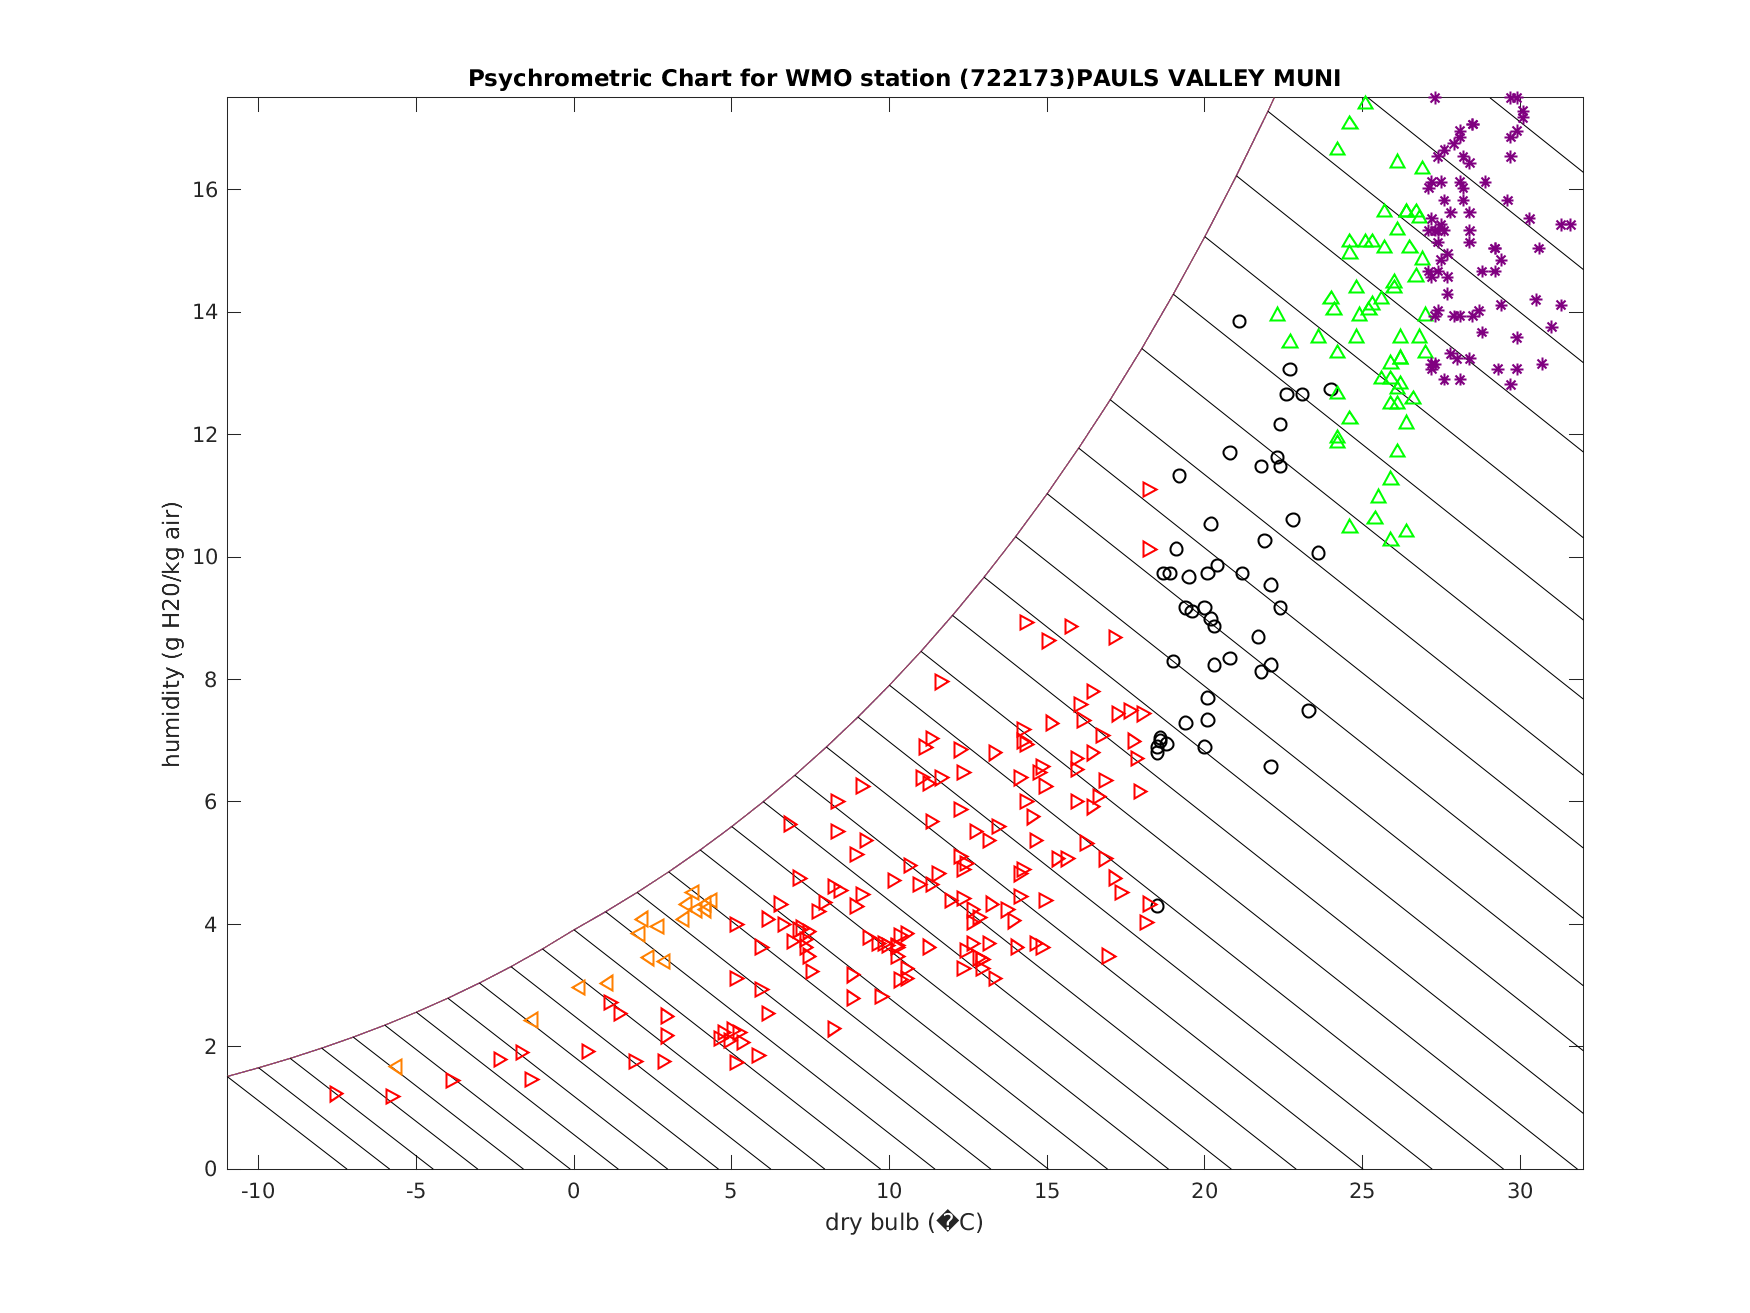 Psychrometric Chart for WMO station (722173)PAULS VALLEY MUNI
humidity (g H20/kg air)
16
14
12
10
8
6
4
2
0
-10 -5 0 5 10 15 20 25 30
dry bulb (�C)